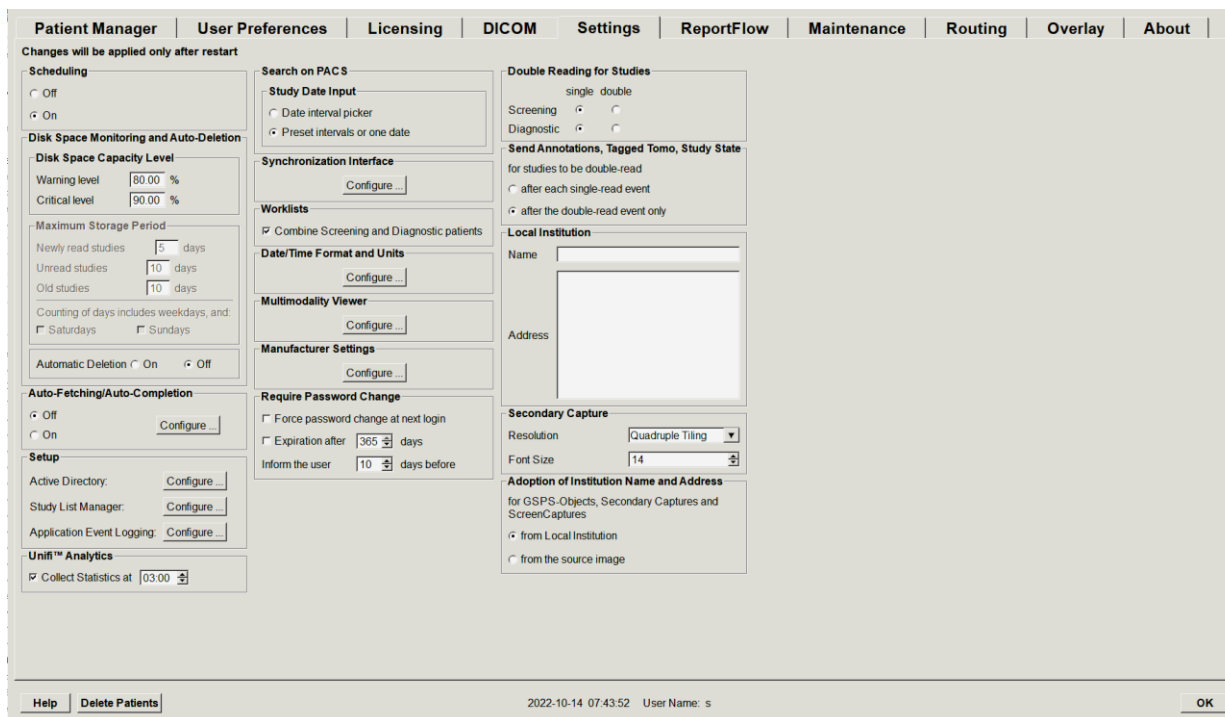 Patient Manager User Preferences Licensing DICOM Settings ReportFlow Maintenance Routing Overlay About
Changes will be applied only after restart
Scheduling
Off
On
Disk Space Monitoring and Auto-Deletion
Disk Space Capacity Level
Warning level 80.00 %
Critical level 90.00 %
Maximum Storage Period
Newly read studies 5 days
Unread studies 10 days
Old studies 10 days
Counting of days includes weekdays, and:
Saturdays Sundays
Automatic Deletion On Off
Auto-Fetching/Auto-Completion
Off
On
Configure ...
Setup
Active Directory: Configure ...
Study List Manager: Configure ...
Application Event Logging: Configure ...
Unifi™ Analytics
Collect Statistics at 03:00
Search on PACS
Study Date Input
Date interval picker
Preset intervals or one date
Synchronization Interface
Configure ...
Worklists
Combine Screening and Diagnostic patients
Date/Time Format and Units
Configure ...
Multimodality Viewer
Configure ...
Manufacturer Settings
Configure ...
Require Password Change
Force password change at next login
Expiration after 365 days
Inform the user 10 days before
Double Reading for Studies
single double
Screening
Diagnostic
Send Annotations, Tagged Tomo, Study State
for studies to be double-read
after each single-read event
after the double-read event only
Local Institution
Name
Address
Secondary Capture
Resolution Quadruple Tiling
Font Size 14
Adoption of Institution Name and Address
for GSPS-Objects, Secondary Captures and
ScreenCaptures
from Local Institution
from the source image
Help Delete Patients 2022-10-14 07:43:52 User Name: s OK